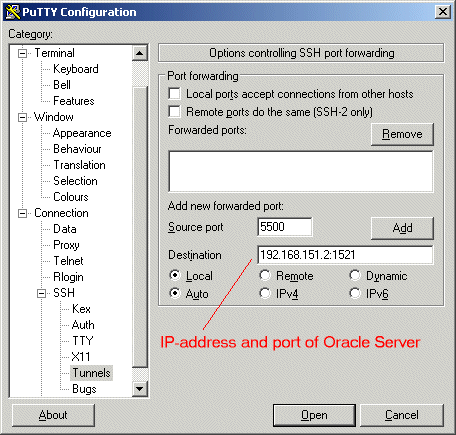 PuTTY Configuration
Category:
Terminal
Keyboard
Bell
Features
Window
Appearance
Behaviour
Translation
Selection
Colours
Connection
Data
Proxy
Telnet
Rlogin
SSH
Kex
Auth
TTY
X11
Tunnels
Bugs
Options controlling SSH port forwarding
Port forwarding
Local ports accept connections from other hosts
Remote ports do the same (SSH-2 only)
Forwarded ports:
Remove
Add new forwarded port:
Source port 5500 Add
Destination 192.168.151.2:1521
Local Remote Dynamic
Auto IPv4 IPv6
IP-address and port of Oracle Server
About Open Cancel